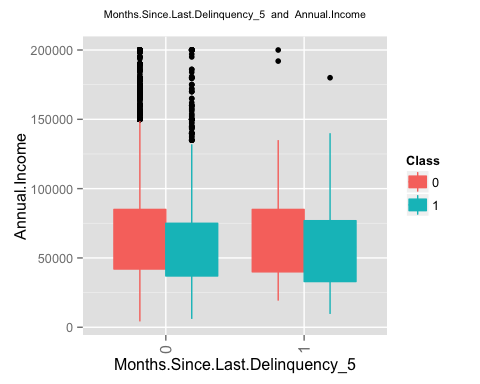 Months.Since.Last.Delinquency_5 and Annual.Income
200000
150000
100000
50000
0
Annual.Income
0
1
Months.Since.Last.Delinquency_5
Class
0
1